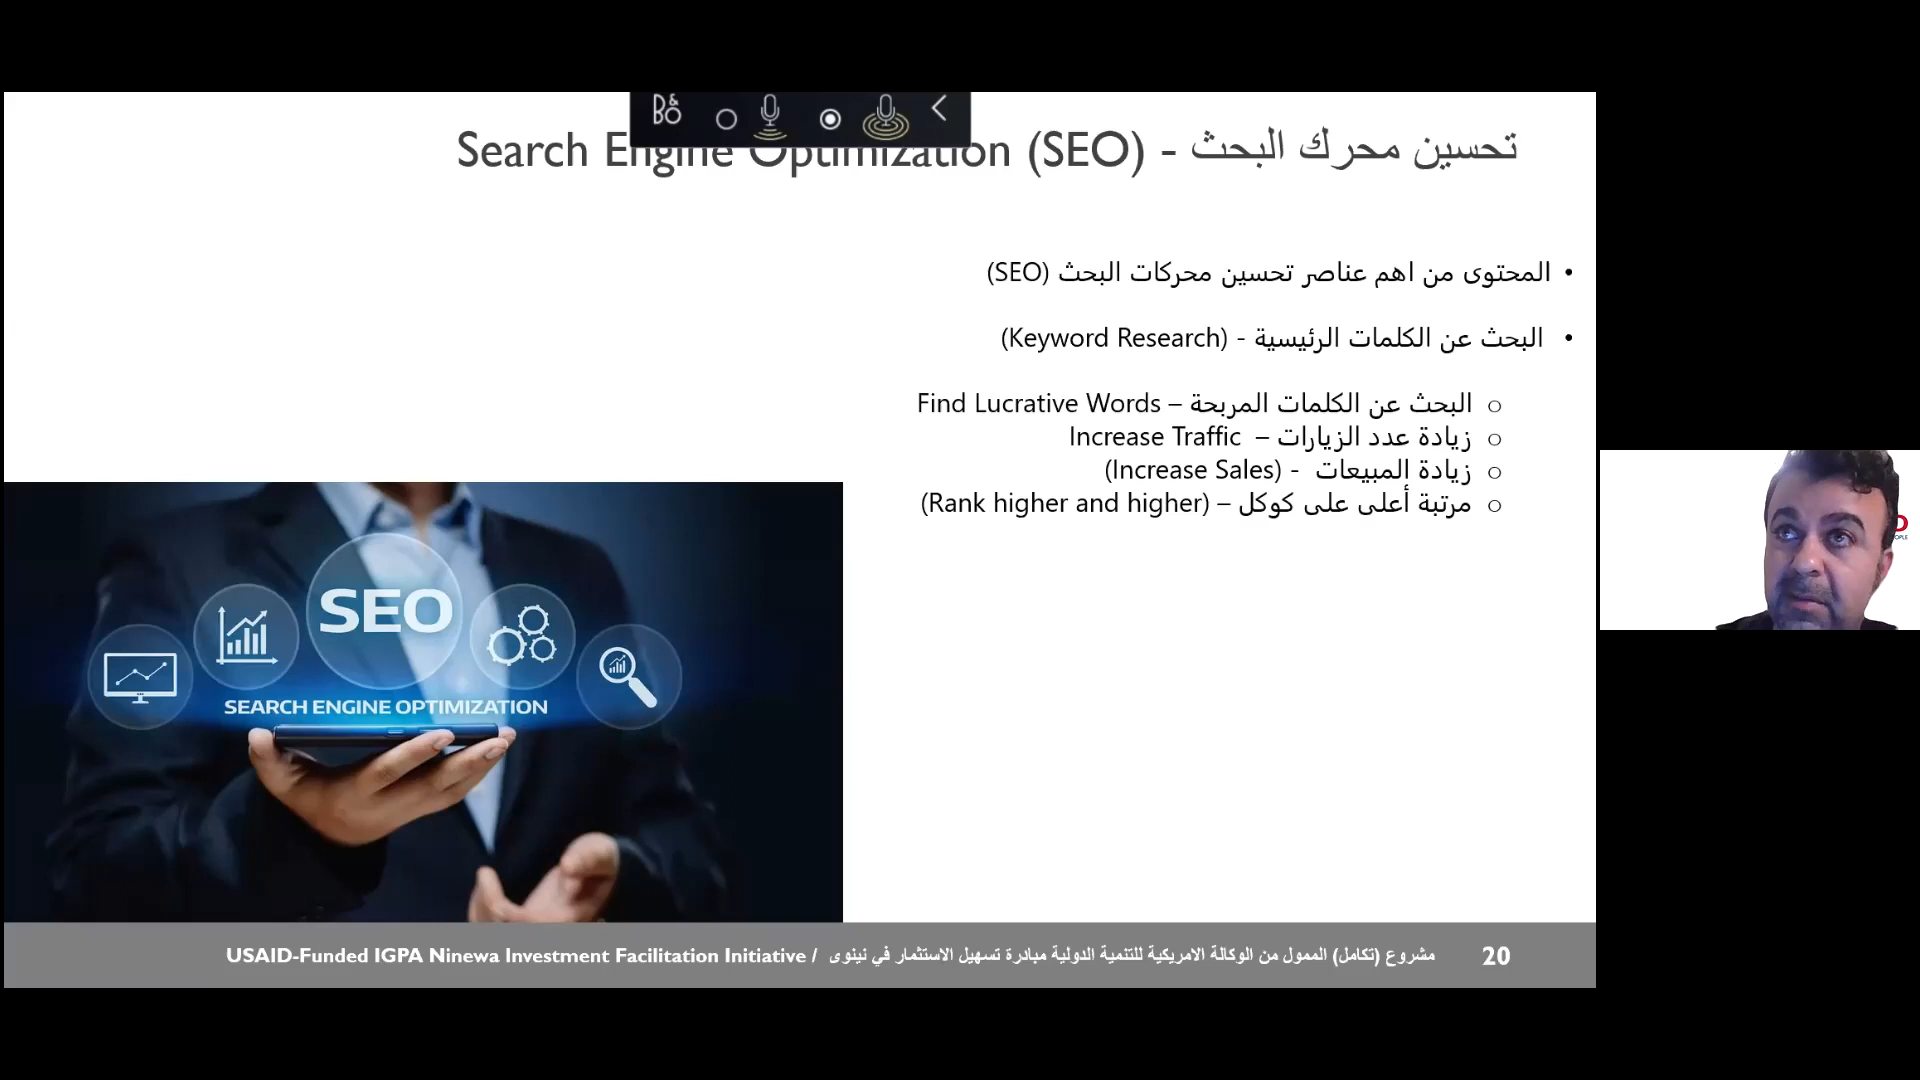 B&O
تحسين محرك البحث - Search Engine Optimization (SEO)
• المحتوى من اهم عناصر تحسين محركات البحث (SEO)
• البحث عن الكلمات الرئيسية - (Keyword Research)
o البحث عن الكلمات المربحة – Find Lucrative Words
o زيادة عدد الزيارات – Increase Traffic
o زيادة المبيعات - (Increase Sales)
o مرتبة أعلى على كوكل – (Rank higher and higher)
SEO
SEARCH ENGINE OPTIMIZATION
مشروع (تكامل) الممول من الوكالة الامريكية للتنمية الدولية مبادرة تسهيل الاستثمار في نينوى / USAID-Funded IGPA Ninewa Investment Facilitation Initiative
20